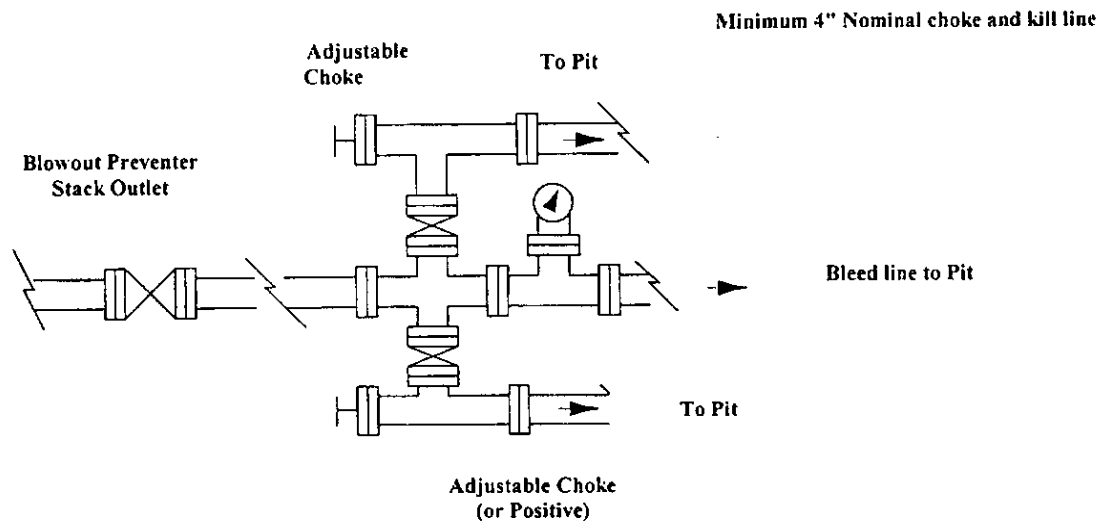 Minimum 4" Nominal choke and kill line
Adjustable
Choke
To Pit
Blowout Preventer
Stack Outlet
Bleed line to Pit
To Pit
Adjustable Choke
(or Positive)